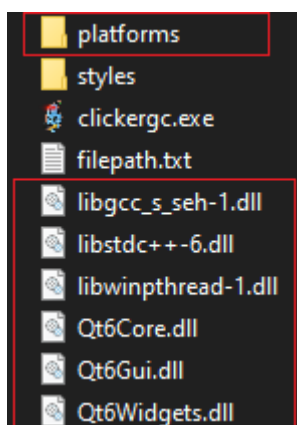 platforms
styles
clickergc.exe
filepath.txt
libgcc_s_seh-1.dll
libstdc++-6.dll
libwinpthread-1.dll
Qt6Core.dll
Qt6Gui.dll
Qt6Widgets.dll